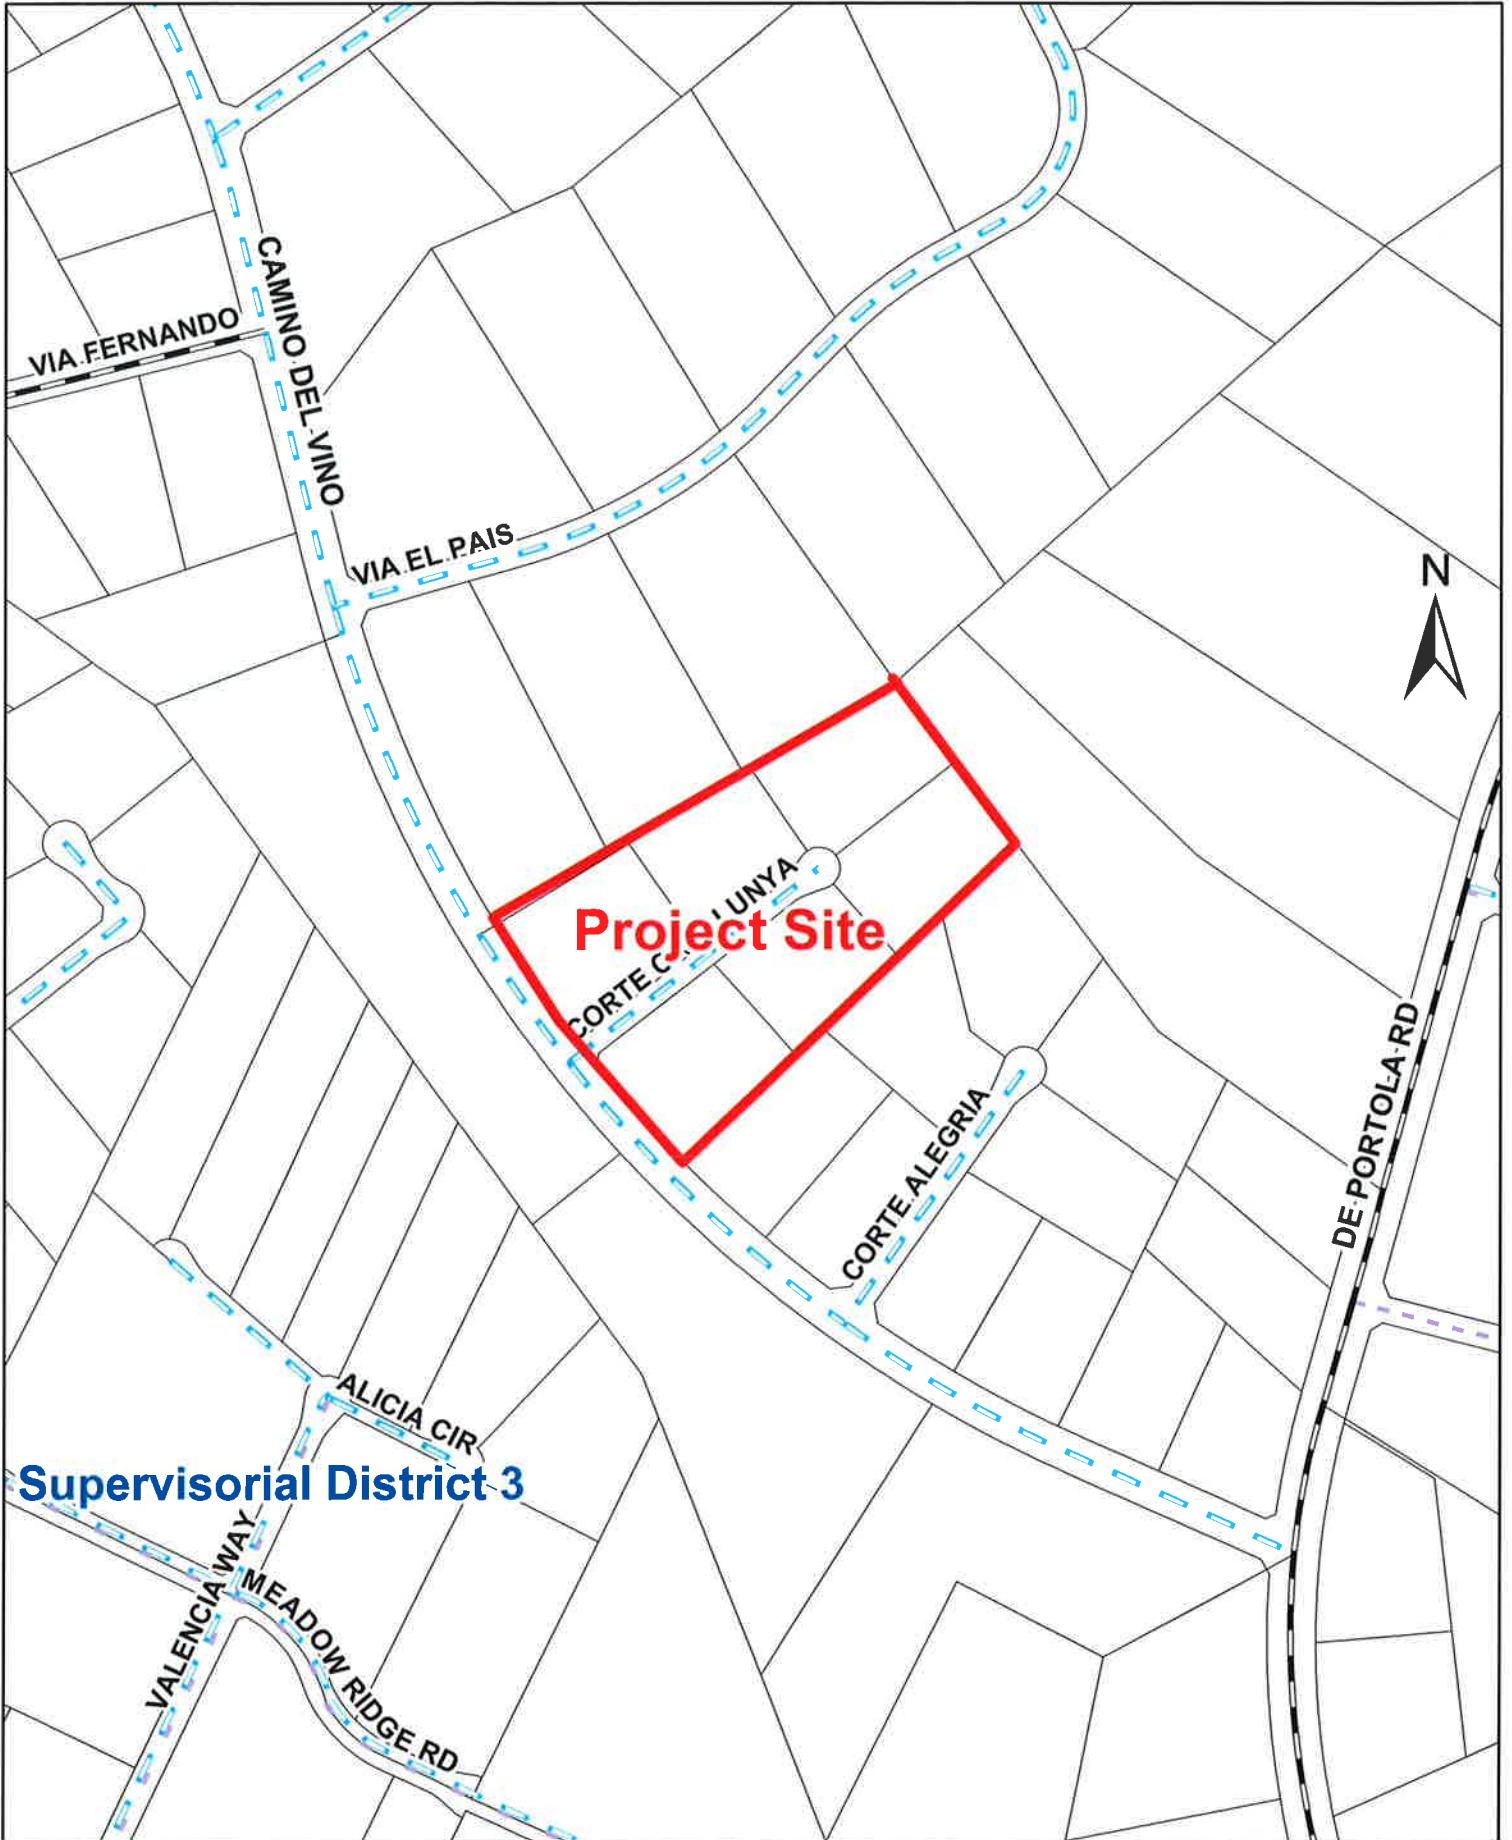 CAMINO DEL VINO
VIA FERNANDO
VIA EL PAIS
N
CORTE
Project Site
DE PORTOLA RD
CORTE ALEGRIA
ALICIA CIR
Supervisorial District 3
VALENCIA WAY
MEADOW RIDGE RD